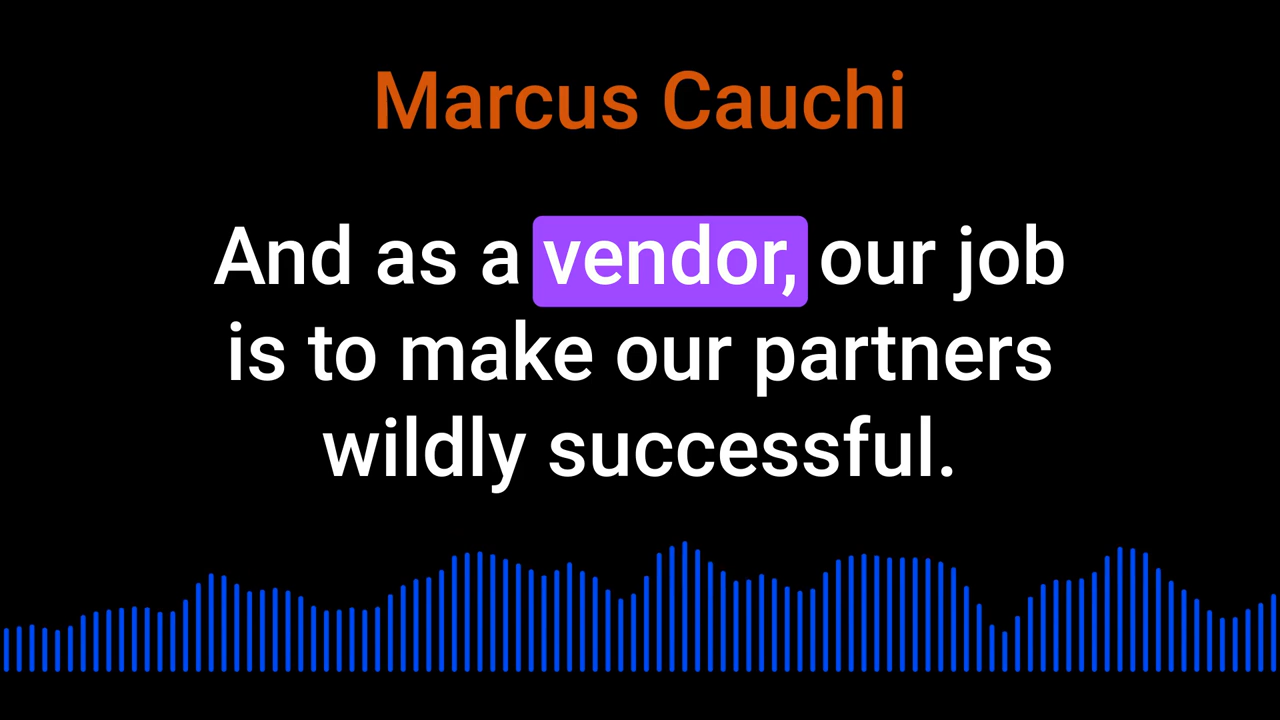 Marcus Cauchi
And as a vendor, our job
is to make our partners
wildly successful.